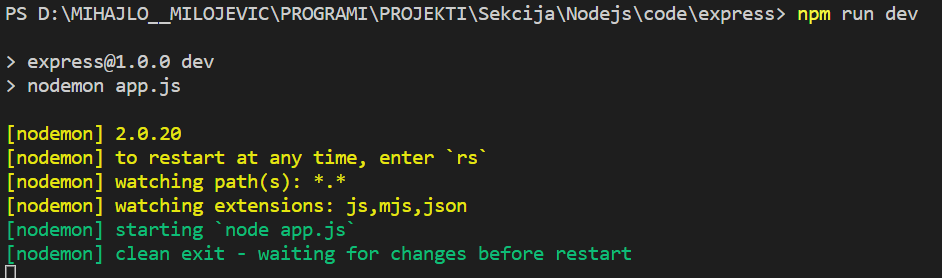 PS D:\MIHAJLO__MILOJEVIC\PROGRAMI\PROJEKTI\Sekcija\Nodejs\code\express> npm run dev
> express@1.0.0 dev
> nodemon app.js
[nodemon] 2.0.20
[nodemon] to restart at any time, enter `rs`
[nodemon] watching path(s): *.*
[nodemon] watching extensions: js,mjs,json
[nodemon] starting `node app.js`
[nodemon] clean exit - waiting for changes before restart